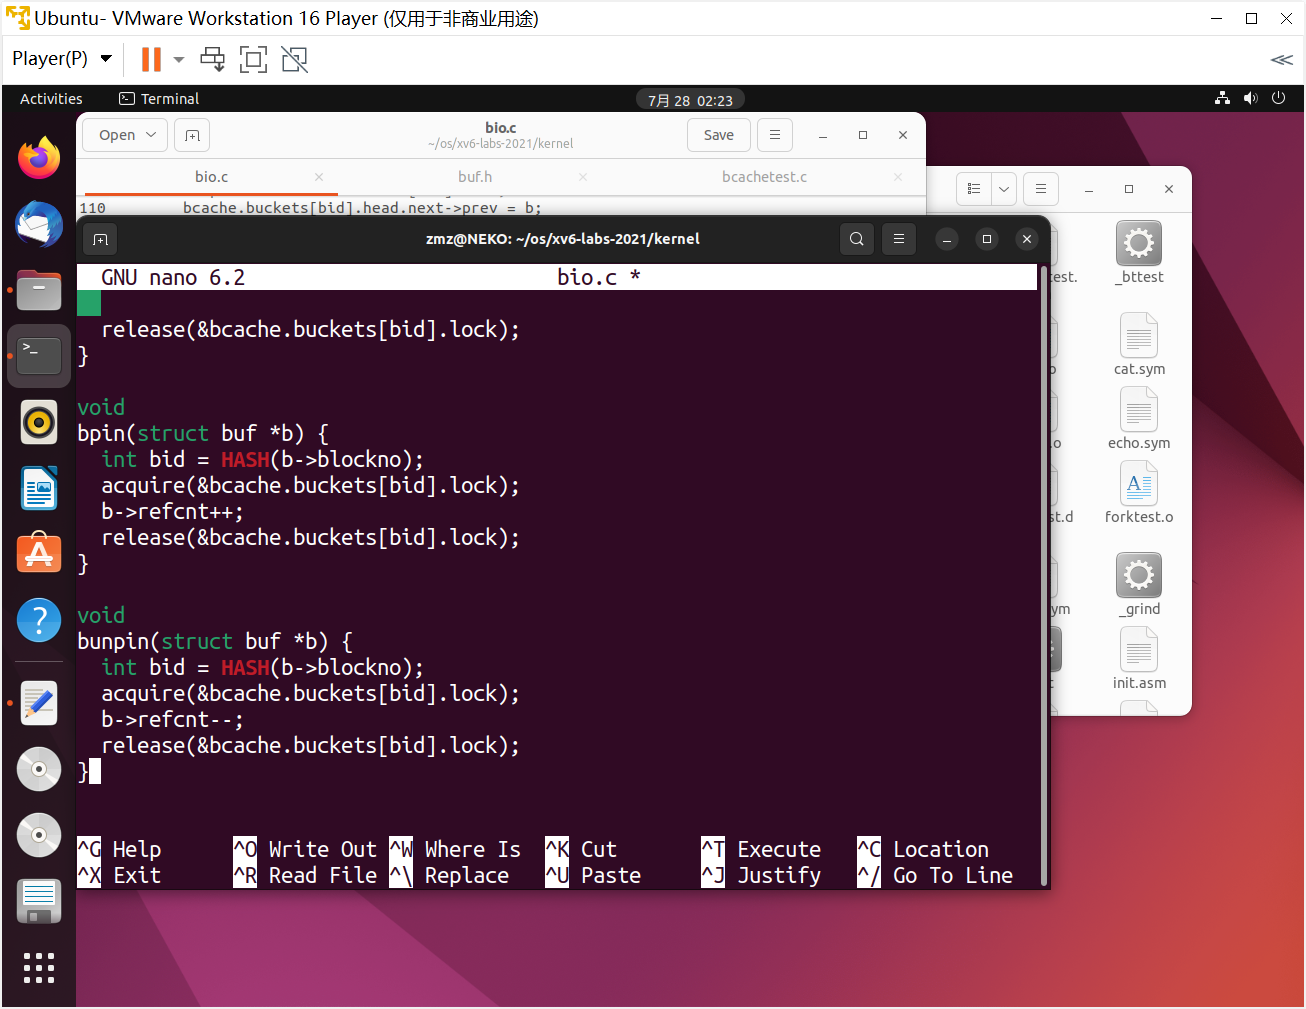 Ubuntu- VMware Workstation 16 Player (仅用于非商业用途)
Player(P)
Activities
Terminal
7月 28 02:23
Open
bio.c
~/os/xv6-labs-2021/kernel
Save
bio.c
buf.h
bcachetest.c
110 bcache.buckets[bid].head.next->prev = b;
zmz@NEKO: ~/os/xv6-labs-2021/kernel
GNU nano 6.2 bio.c *
release(&bcache.buckets[bid].lock);
}
void
bpin(struct buf *b) {
int bid = HASH(b->blockno);
acquire(&bcache.buckets[bid].lock);
b->refcnt++;
release(&bcache.buckets[bid].lock);
}
void
bunpin(struct buf *b) {
int bid = HASH(b->blockno);
acquire(&bcache.buckets[bid].lock);
b->refcnt--;
release(&bcache.buckets[bid].lock);
}
^G Help ^O Write Out ^W Where Is ^K Cut ^T Execute ^C Location
^X Exit ^R Read File ^\ Replace ^U Paste ^J Justify ^/ Go To Line
est. _bttest
cat.sym
.o echo.sym
st.d forktest.o
ym _grind
init.asm